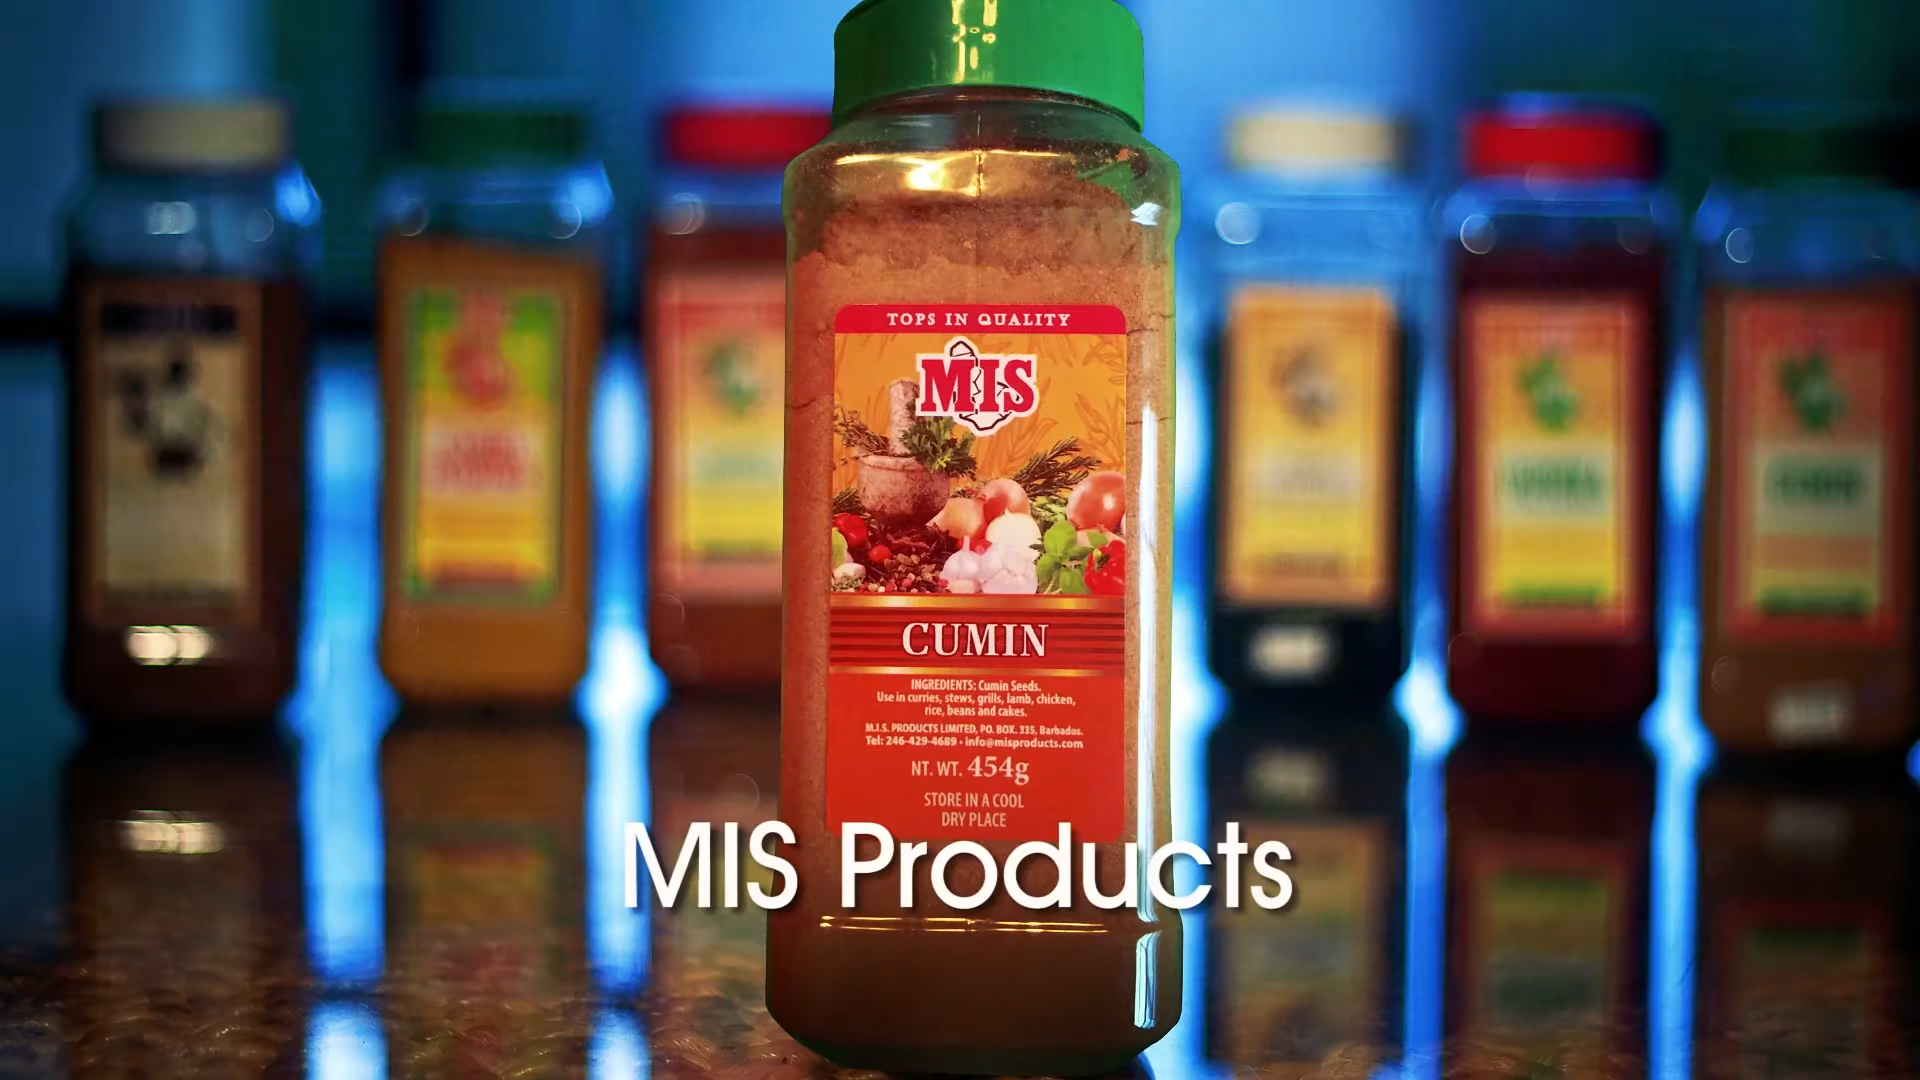 TOPS IN QUALITY
MIS
CUMIN
INGREDIENTS: Cumin Seeds.
Use in curries, stews, grills, lamb, chicken,
rice, beans and cakes.
M.I.S. PRODUCTS LIMITED, P.O. BOX. 335, Barbados.
Tel: 246-429-4689 • info@misproducts.com
NT. WT. 454g
STORE IN A COOL
DRY PLACE
MIS Products